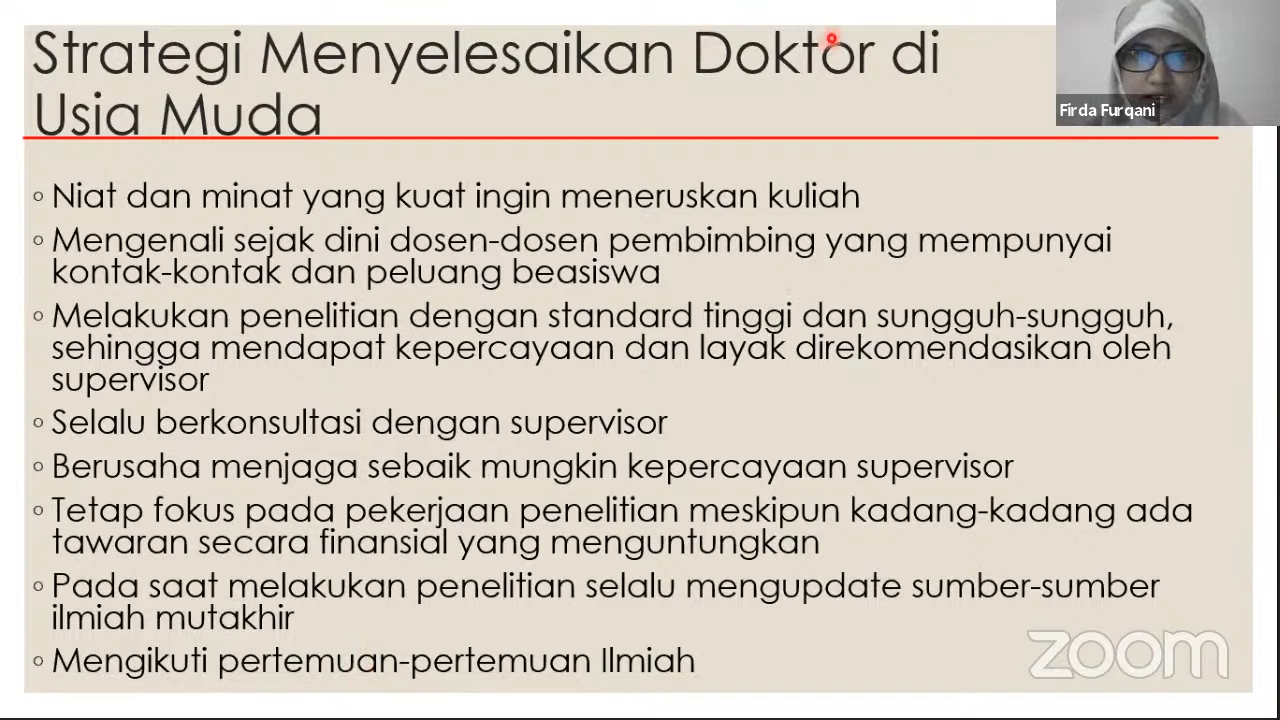 Strategi Menyelesaikan Doktor di
Usia Muda
Firda Furqani
◦ Niat dan minat yang kuat ingin meneruskan kuliah
◦ Mengenali sejak dini dosen-dosen pembimbing yang mempunyai
kontak-kontak dan peluang beasiswa
◦ Melakukan penelitian dengan standard tinggi dan sungguh-sungguh,
sehingga mendapat kepercayaan dan layak direkomendasikan oleh
supervisor
◦ Selalu berkonsultasi dengan supervisor
◦ Berusaha menjaga sebaik mungkin kepercayaan supervisor
◦ Tetap fokus pada pekerjaan penelitian meskipun kadang-kadang ada
tawaran secara finansial yang menguntungkan
◦ Pada saat melakukan penelitian selalu mengupdate sumber-sumber
ilmiah mutakhir
◦ Mengikuti pertemuan-pertemuan Ilmiah
zoom